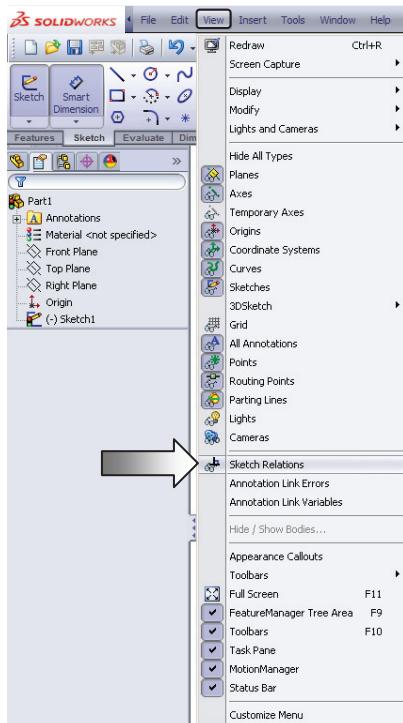 SOLIDWORKS File Edit View Insert Tools Window Help
Sketch Smart Dimension
Features Sketch Evaluate Dim
Part1
Annotations
Material <not specified>
Front Plane
Top Plane
Right Plane
Origin
(-) Sketch1
Redraw Ctrl+R
Screen Capture
Display
Modify
Lights and Cameras
Hide All Types
Planes
Axes
Temporary Axes
Origins
Coordinate Systems
Curves
Sketches
3DSketch
Grid
All Annotations
Points
Routing Points
Parting Lines
Lights
Cameras
Sketch Relations
Annotation Link Errors
Annotation Link Variables
Hide / Show Bodies...
Appearance Callouts
Toolbars
Full Screen F11
FeatureManager Tree Area F9
Toolbars F10
Task Pane
MotionManager
Status Bar
Customize Menu